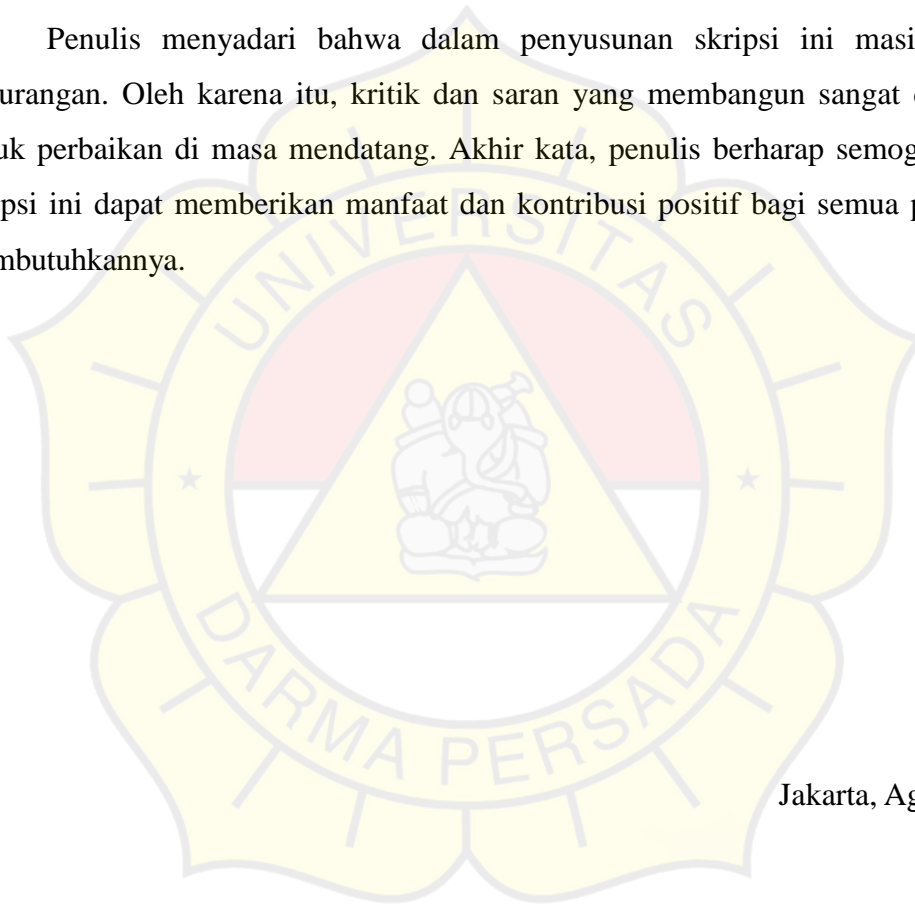 Penulis menyadari bahwa dalam penyusunan skripsi ini masi
urangan. Oleh karena itu, kritik dan saran yang membangun sangat
uk perbaikan di masa mendatang. Akhir kata, penulis berharap semog
psi ini dapat memberikan manfaat dan kontribusi positif bagi semua p
mbutuhkannya.
UNIVERSITAS
DARMA PERSADA
Jakarta, Ag